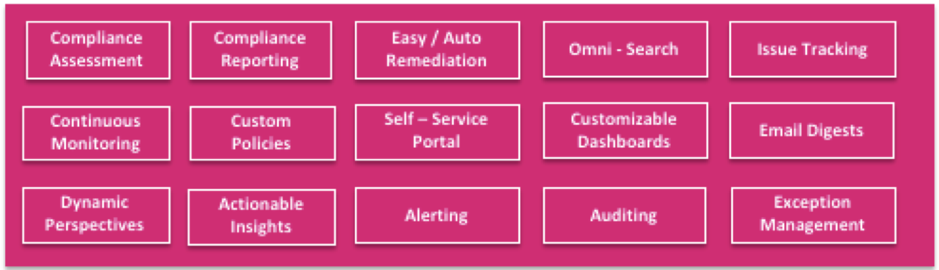 Compliance
Assessment
Compliance
Reporting
Easy / Auto
Remediation
Omni - Search
Issue Tracking
Continuous
Monitoring
Custom
Policies
Self – Service
Portal
Customizable
Dashboards
Email Digests
Dynamic
Perspectives
Actionable
Insights
Alerting
Auditing
Exception
Management